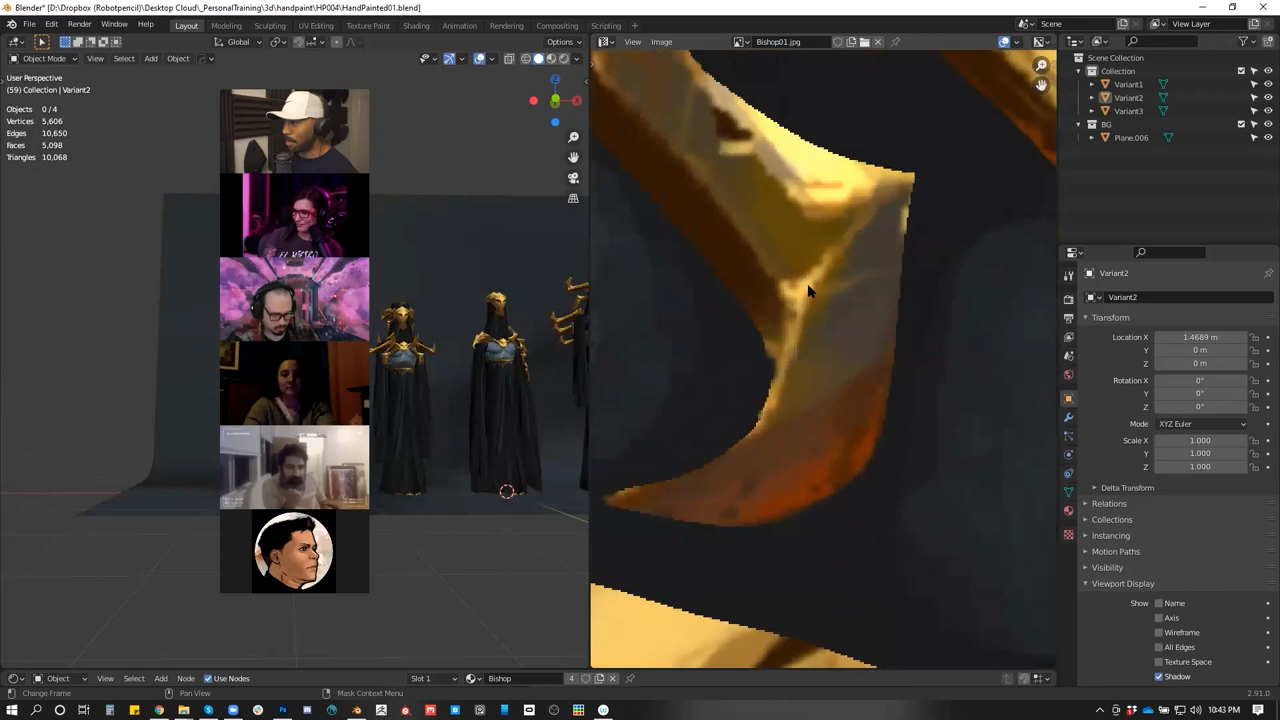 Blender* [D:\Dropbox (Robotpencil)\Desktop Cloud\_PersonalTraining\3d\handpaint\HP004\HandPainted01.blend]
File Edit Render Window Help Layout Modeling Sculpting UV Editing Texture Paint Shading Animation Rendering Compositing Scripting + Scene View Layer
Global Options View Image Bishop01.jpg
Object Mode View Select Add Object
User Perspective
(59) Collection | Variant2
Objects 0 / 4
Vertices 5,606
Edges 10,650
Faces 5,098
Triangles 10,068
Scene Collection
Collection
Variant1
Variant2
Variant3
BG
Plane.006
Variant2
Variant2
Transform
Location X 1.4689 m
Y 0 m
Z 0 m
Rotation X 0°
Y 0°
Z 0°
Mode XYZ Euler
Scale X 1.000
Y 1.000
Z 1.000
Delta Transform
Relations
Collections
Instancing
Motion Paths
Visibility
Viewport Display
Show Name
Axis
Wireframe
All Edges
Texture Space
Shadow
Object View Select Add Node Use Nodes Slot 1 Bishop 4
Change Frame Pan View Mask Context Menu 2.91.0
10:43 PM